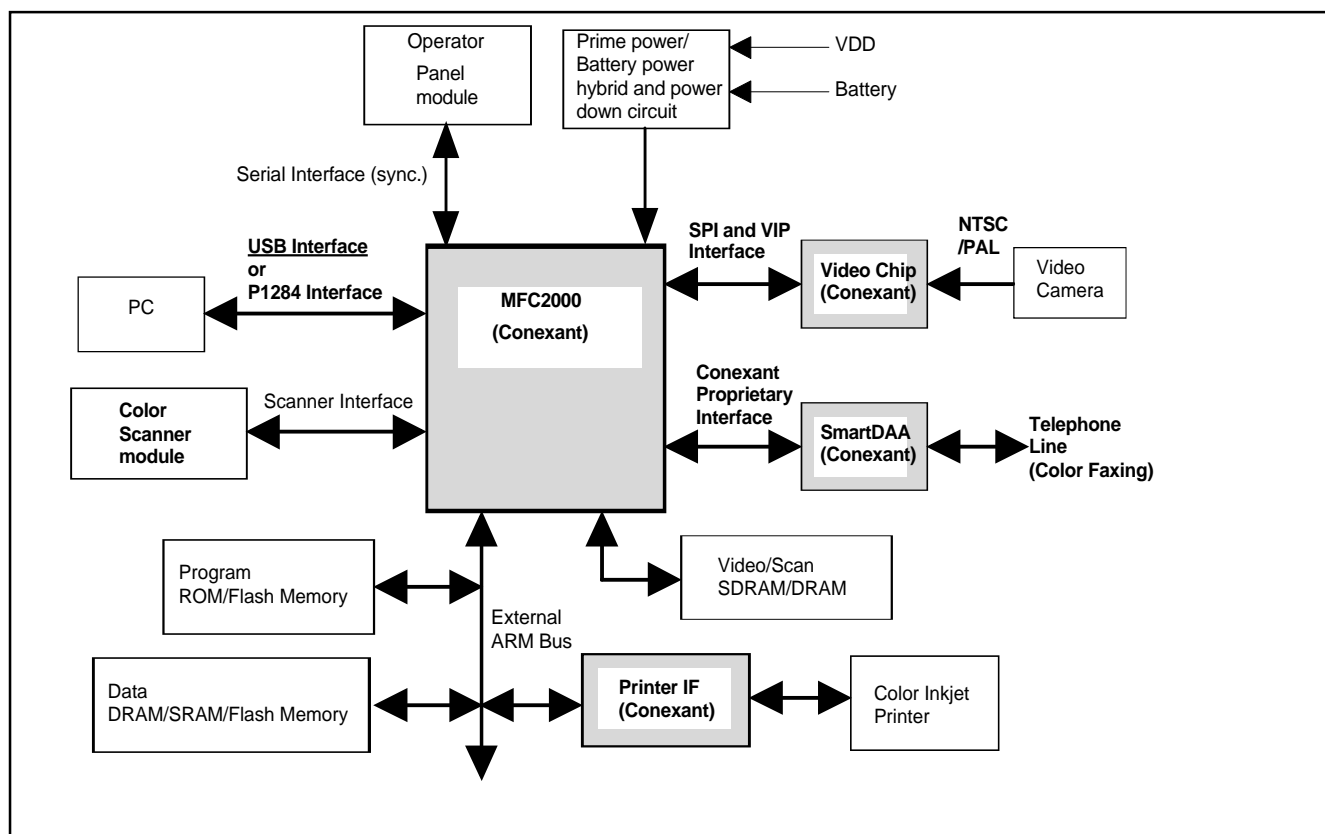 Operator
Panel
module
Prime power/
Battery power
hybrid and power
down circuit
VDD
Battery
Serial Interface (sync.)
USB Interface
or
P1284 Interface
PC
MFC2000
(Conexant)
SPI and VIP
Interface
Video Chip
(Conexant)
NTSC
/PAL
Video
Camera
Color
Scanner
module
Scanner Interface
Conexant
Proprietary
Interface
SmartDAA
(Conexant)
Telephone
Line
(Color Faxing)
Program
ROM/Flash Memory
Video/Scan
SDRAM/DRAM
External
ARM Bus
Data
DRAM/SRAM/Flash Memory
Printer IF
(Conexant)
Color Inkjet
Printer